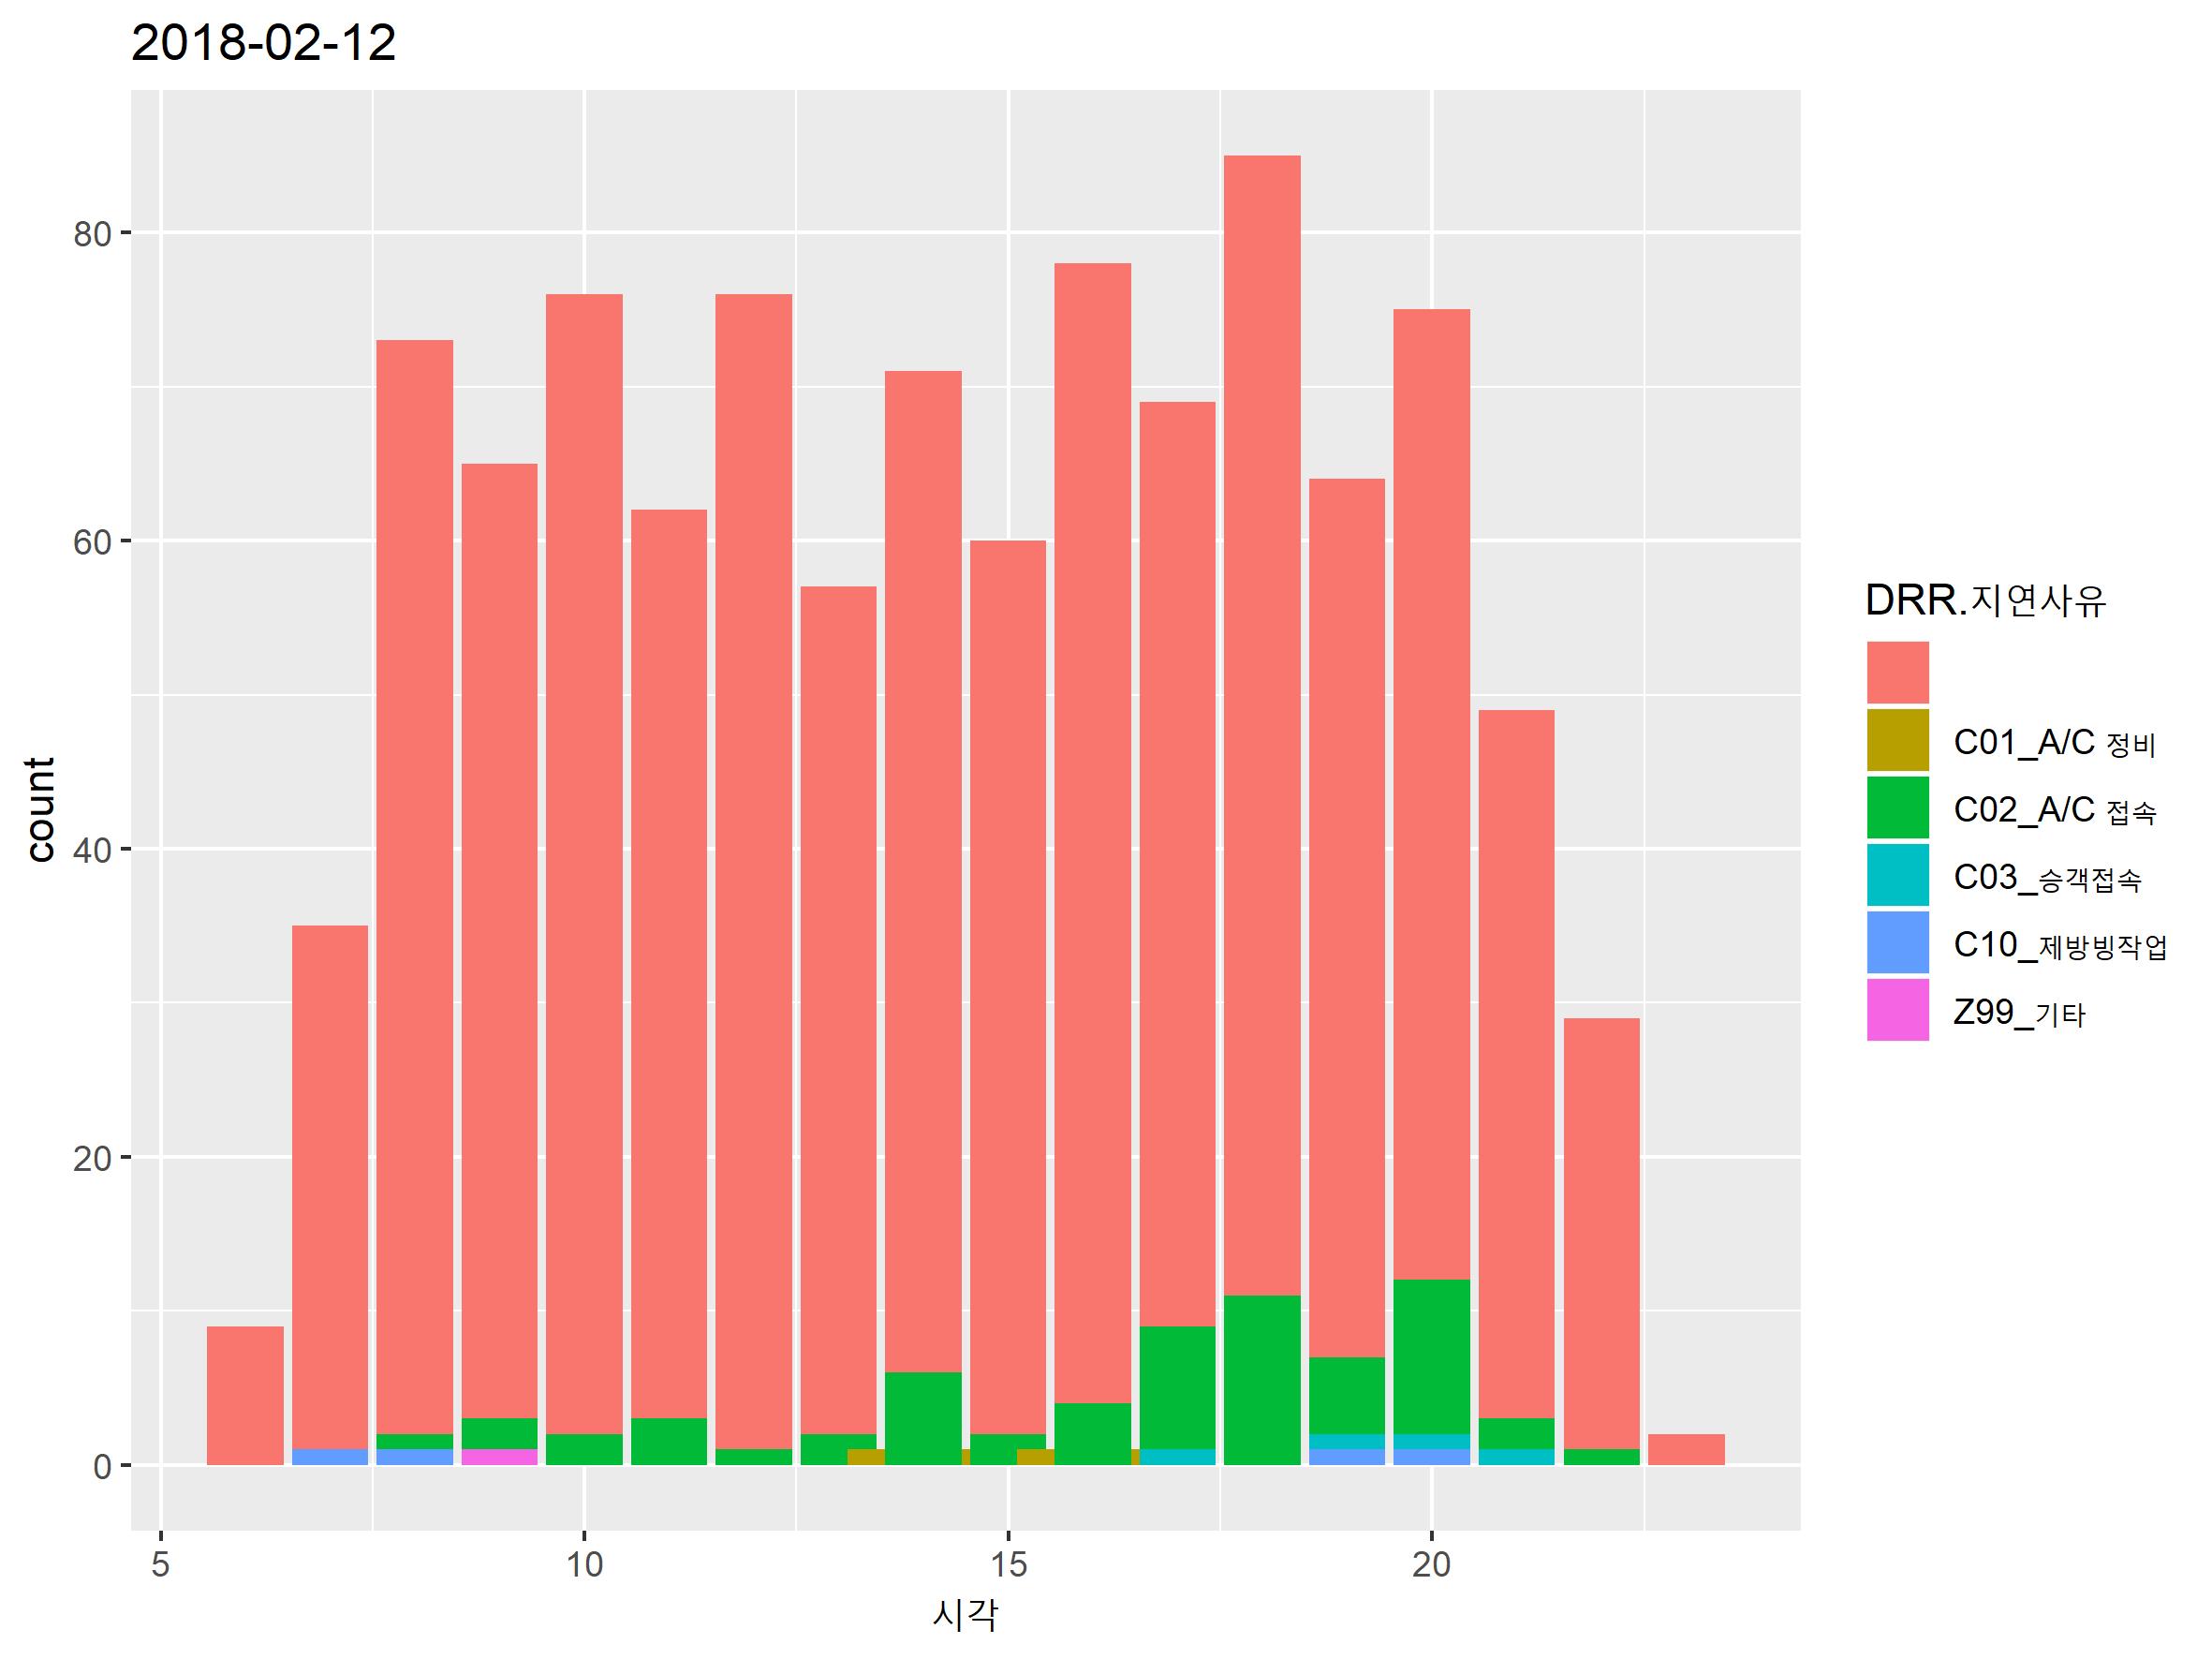 2018-02-12
80
60
40
20
0
count
5 10 15 20
시각
DRR.지연사유
C01_A/C 정비
C02_A/C 접속
C03_승객접속
C10_제방빙작업
Z99_기타